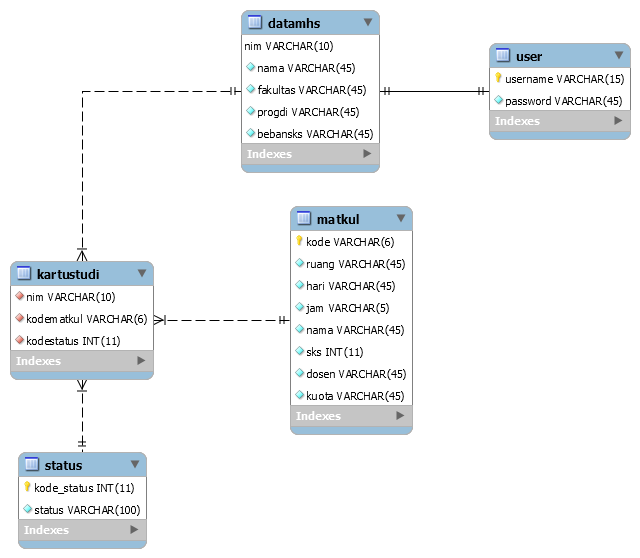 datamhs
nim VARCHAR(10)
nama VARCHAR(45)
fakultas VARCHAR(45)
progdi VARCHAR(45)
bebansks VARCHAR(45)
Indexes
user
username VARCHAR(15)
password VARCHAR(45)
Indexes
matkul
kode VARCHAR(6)
ruang VARCHAR(45)
hari VARCHAR(45)
jam VARCHAR(5)
nama VARCHAR(45)
sks INT(11)
dosen VARCHAR(45)
kuota VARCHAR(45)
Indexes
kartustudi
nim VARCHAR(10)
kodematkul VARCHAR(6)
kodestatus INT(11)
Indexes
status
kode_status INT(11)
status VARCHAR(100)
Indexes